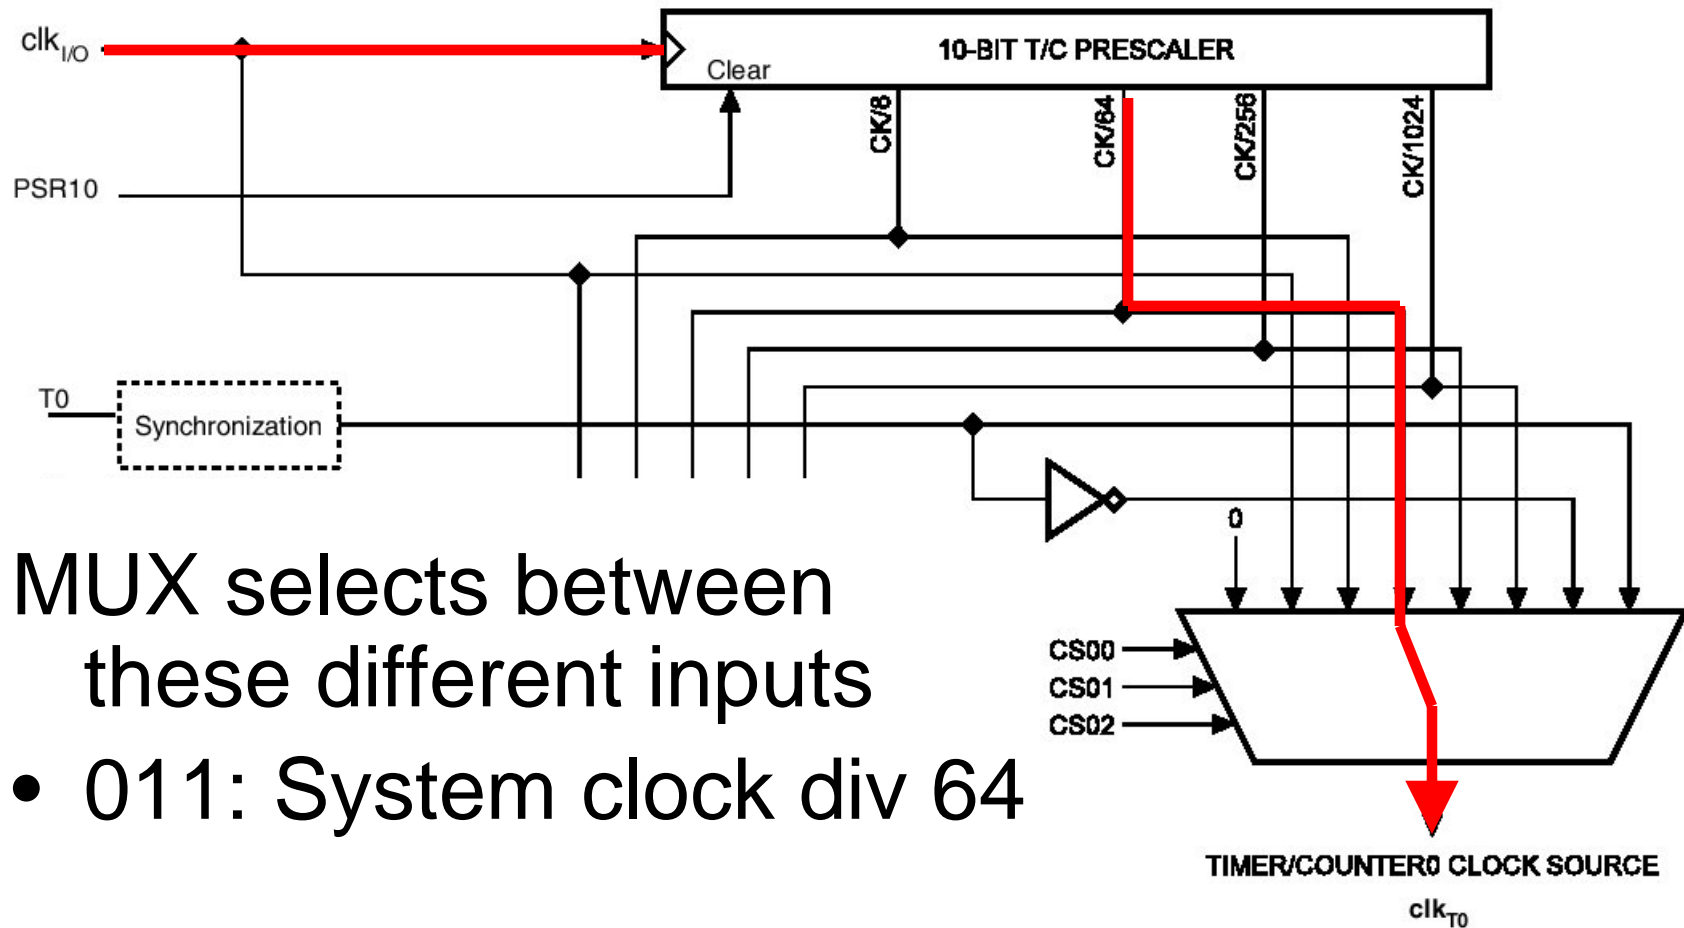 clkI/O
10-BIT T/C PRESCALER
Clear
CK/8
CK/64
CK/256
CK/1024
PSR10
T0
Synchronization
0
MUX selects between
these different inputs
CS00
CS01
CS02
• 011: System clock div 64
TIMER/COUNTER0 CLOCK SOURCE
clkT0